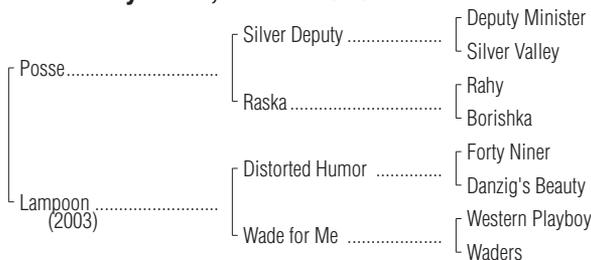 Deputy Minister
Silver Deputy ..................
Silver Valley
Posse.............................
Rahy
Raska.............................
Borishka
Forty Niner
Distorted Humor .............
Danzig's Beauty
Lampoon .......................
(2003)
Western Playboy
Wade for Me ..................
Waders